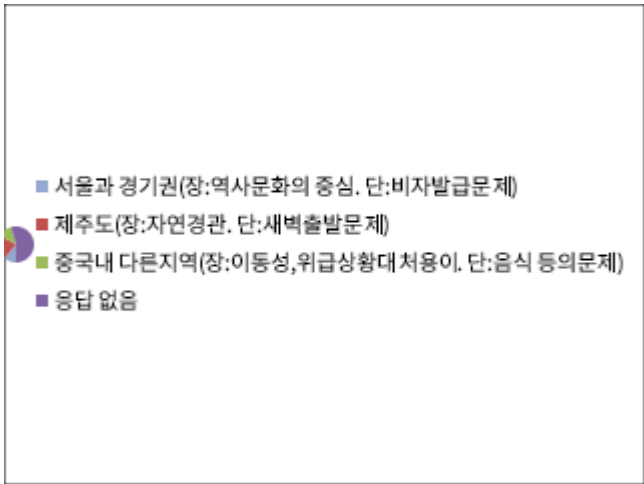 서울과 경기권(장:역사문화의 중심. 단:비자발급문제)
제주도(장:자연경관. 단:새벽출발문제)
중국내 다른지역(장:이동성,위급상황대처용이. 단:음식 등의문제)
응답 없음